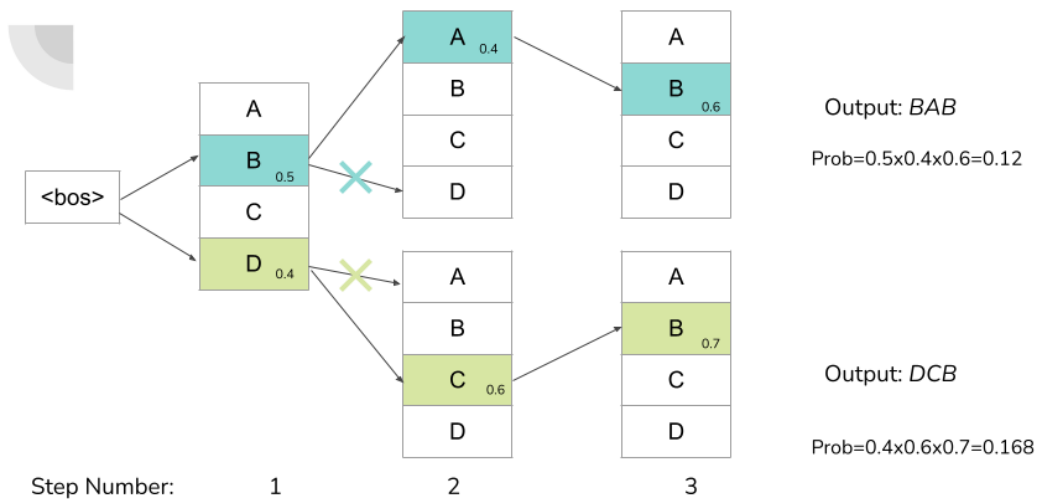 <bos>
A
B 0.5
C
D 0.4
A 0.4
B
C
D
A
B
C 0.6
D
A
B 0.6
C
D
A
B 0.7
C
D
Output: BAB
Prob=0.5x0.4x0.6=0.12
Output: DCB
Prob=0.4x0.6x0.7=0.168
Step Number: 1 2 3